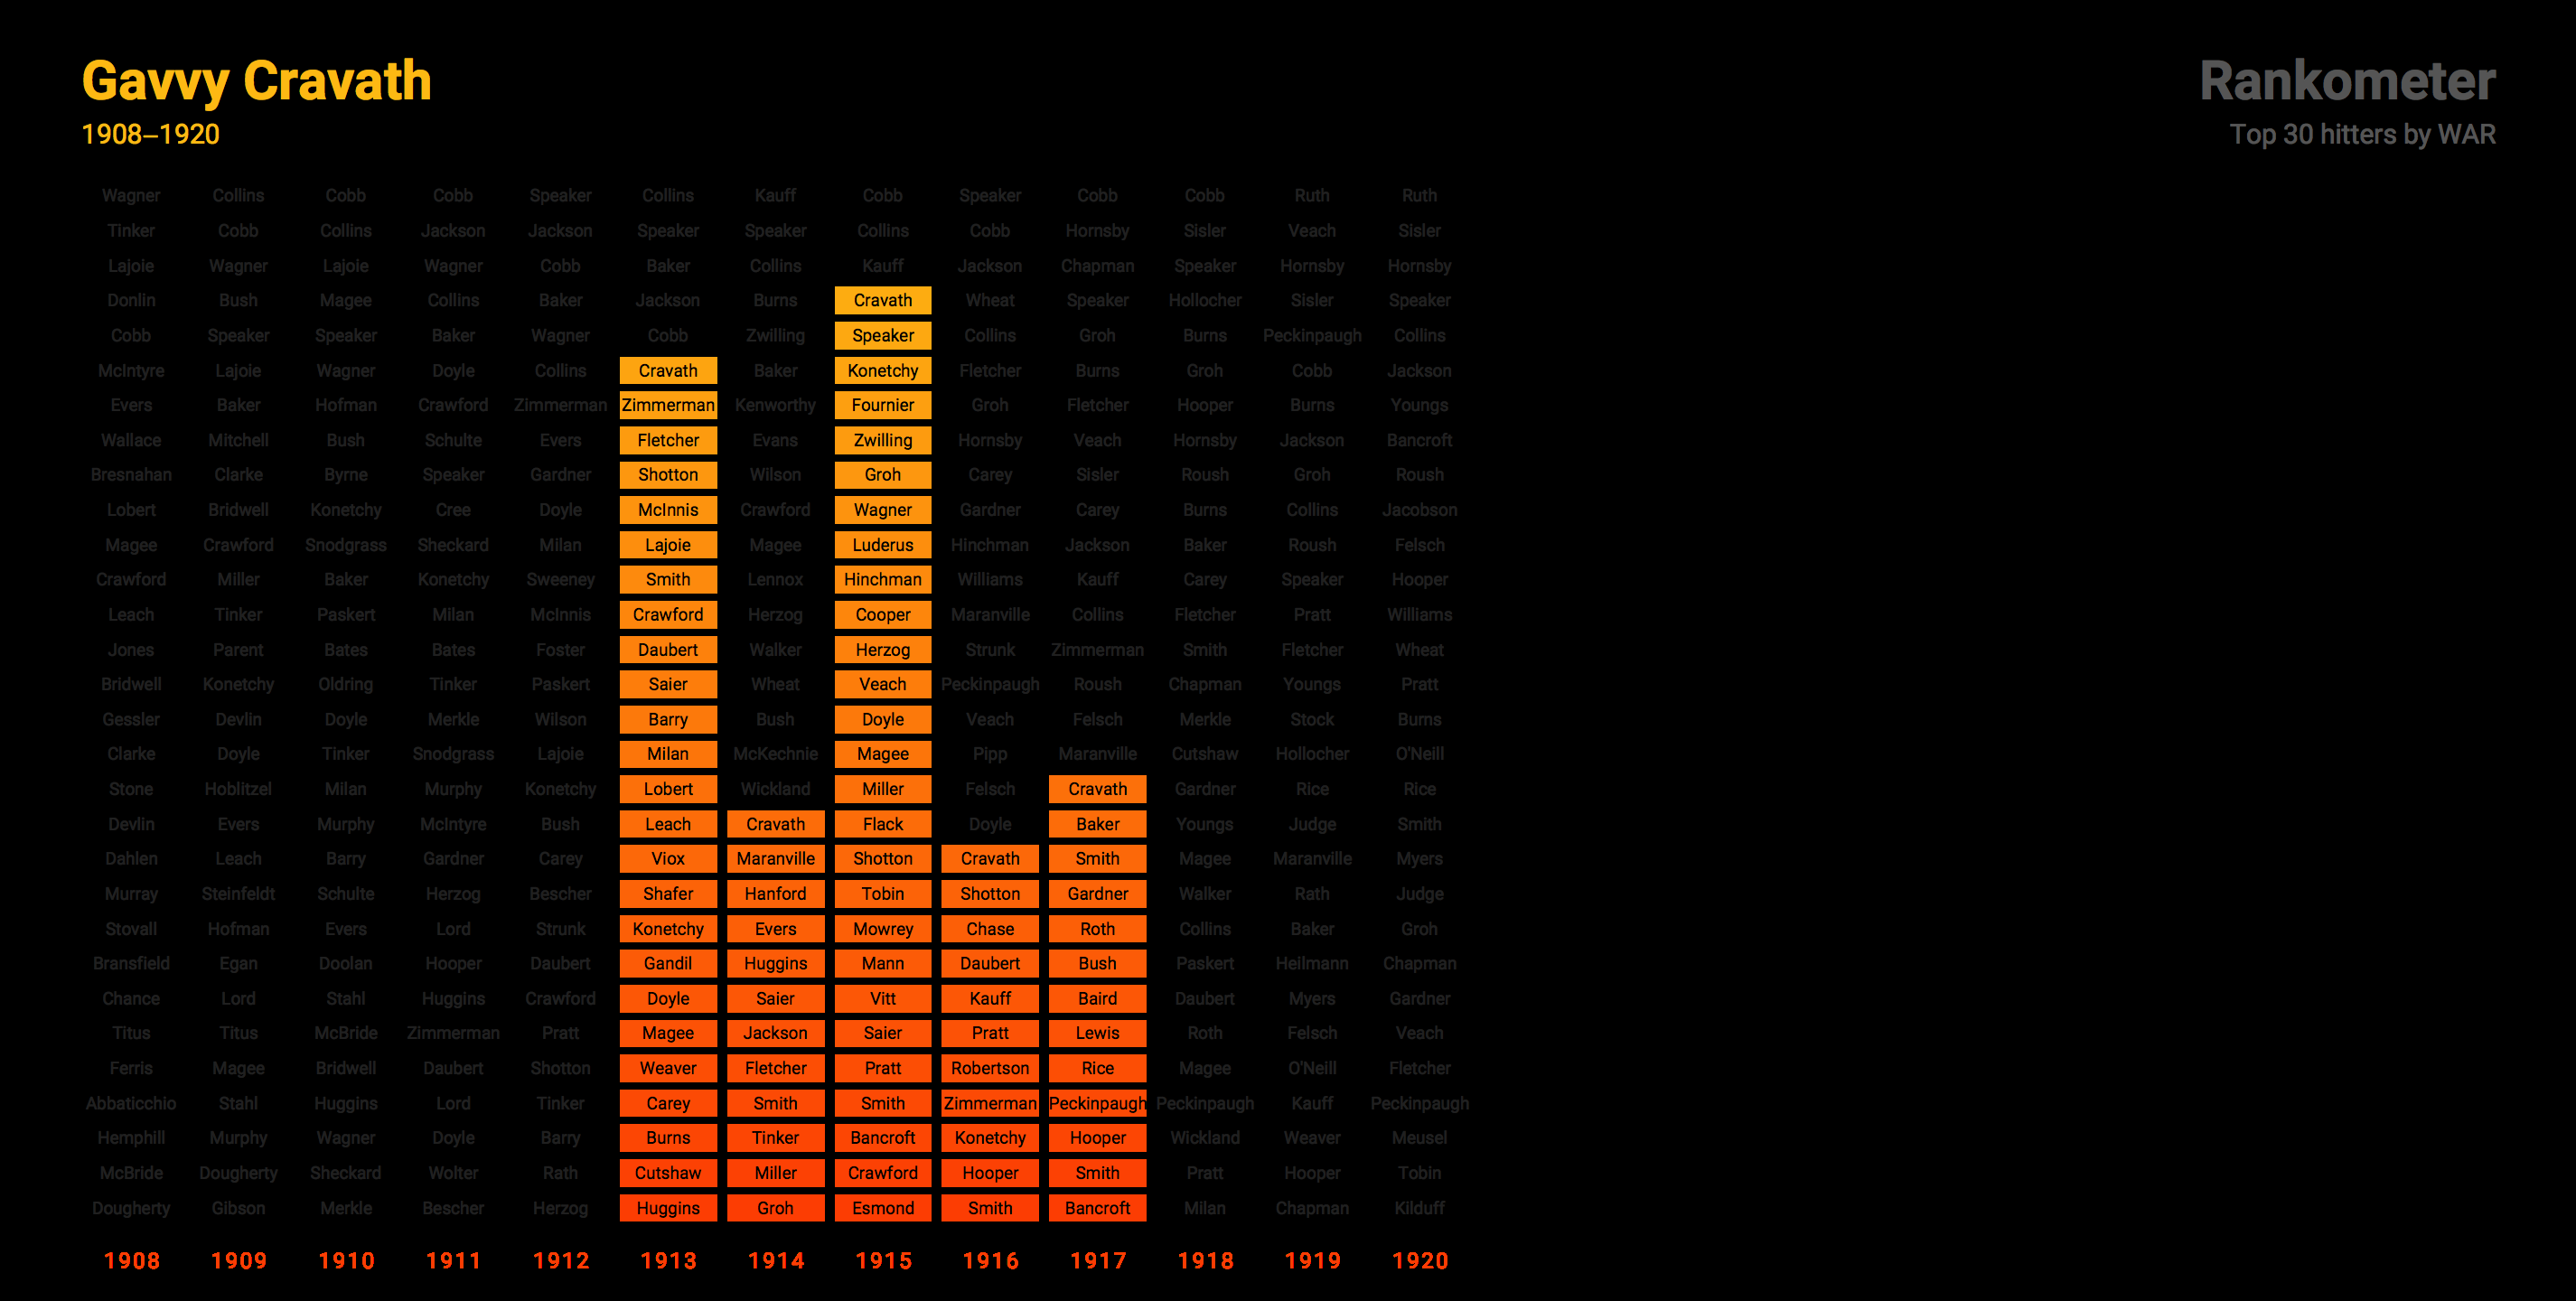 Gavvy Cravath
Rankometer
1908–1920
Top 30 hitters by WAR
Wagner Collins Cobb Cobb Speaker Collins Kauff Cobb Speaker Cobb Cobb Ruth Ruth
Tinker Cobb Collins Jackson Jackson Speaker Speaker Collins Cobb Hornsby Sisler Veach Sisler
Lajoie Wagner Lajoie Wagner Cobb Baker Collins Kauff Jackson Chapman Speaker Hornsby Hornsby
Donlin Bush Magee Collins Baker Jackson Burns Cravath Wheat Speaker Hollocher Sisler Speaker
Cobb Speaker Speaker Baker Wagner Cobb Zwilling Speaker Collins Groh Burns Peckinpaugh Collins
McIntyre Lajoie Wagner Doyle Collins Cravath Baker Konetchy Fletcher Burns Groh Cobb Jackson
Evers Baker Hofman Crawford Zimmerman Zimmerman Kenworthy Fournier Groh Fletcher Hooper Burns Youngs
Wallace Mitchell Bush Schulte Evers Fletcher Evans Zwilling Hornsby Veach Hornsby Jackson Bancroft
Bresnahan Clarke Byrne Speaker Gardner Shotton Wilson Groh Carey Sisler Roush Groh Roush
Lobert Bridwell Konetchy Cree Doyle McInnis Crawford Wagner Gardner Carey Burns Collins Jacobson
Magee Crawford Snodgrass Sheckard Milan Lajoie Magee Luderus Hinchman Jackson Baker Roush Felsch
Crawford Miller Baker Konetchy Sweeney Smith Lennox Hinchman Williams Kauff Carey Speaker Hooper
Leach Tinker Paskert Milan McInnis Crawford Herzog Cooper Maranville Collins Fletcher Pratt Williams
Jones Parent Bates Bates Foster Daubert Walker Herzog Strunk Zimmerman Smith Fletcher Wheat
Bridwell Konetchy Oldring Tinker Paskert Saier Wheat Veach Peckinpaugh Roush Chapman Youngs Pratt
Gessler Devlin Doyle Merkle Wilson Barry Bush Doyle Veach Felsch Merkle Stock Burns
Clarke Doyle Tinker Snodgrass Lajoie Milan McKechnie Magee Pipp Maranville Cutshaw Hollocher O'Neill
Stone Hoblitzel Milan Murphy Konetchy Lobert Wickland Miller Felsch Cravath Gardner Rice Rice
Devlin Evers Murphy McIntyre Bush Leach Cravath Flack Doyle Baker Youngs Judge Smith
Dahlen Leach Barry Gardner Carey Viox Maranville Shotton Cravath Smith Magee Maranville Myers
Murray Steinfeldt Schulte Herzog Bescher Shafer Hanford Tobin Shotton Gardner Walker Rath Judge
Stovall Hofman Evers Lord Strunk Konetchy Evers Mowrey Chase Roth Collins Baker Groh
Bransfield Egan Doolan Hooper Daubert Gandil Huggins Mann Daubert Bush Paskert Heilmann Chapman
Chance Lord Stahl Huggins Crawford Doyle Saier Vitt Kauff Baird Daubert Myers Gardner
Titus Titus McBride Zimmerman Pratt Magee Jackson Saier Pratt Lewis Roth Felsch Veach
Ferris Magee Bridwell Daubert Shotton Weaver Fletcher Pratt Robertson Rice Magee O'Neill Fletcher
Abbaticchio Stahl Huggins Lord Tinker Carey Smith Smith Zimmerman Peckinpaugh Peckinpaugh Kauff Peckinpaugh
Hemphill Murphy Wagner Doyle Barry Burns Tinker Bancroft Konetchy Hooper Wickland Weaver Meusel
McBride Dougherty Sheckard Wolter Rath Cutshaw Miller Crawford Hooper Smith Pratt Hooper Tobin
Dougherty Gibson Merkle Bescher Herzog Huggins Groh Esmond Smith Bancroft Milan Chapman Kilduff
1908 1909 1910 1911 1912 1913 1914 1915 1916 1917 1918 1919 1920